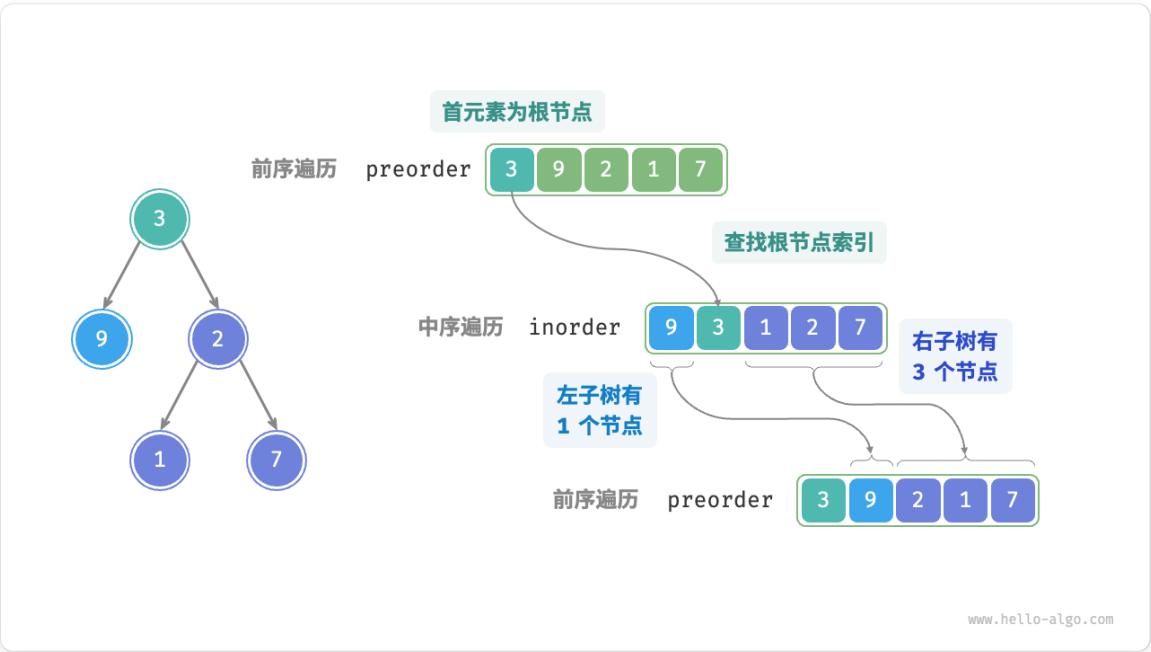 首元素为根节点
前序遍历 preorder 3 9 2 1 7
3
查找根节点索引
9 2
中序遍历 inorder 9 3 1 2 7
右子树有
3 个节点
左子树有
1 个节点
1 7
前序遍历 preorder 3 9 2 1 7
www.hello-algo.com